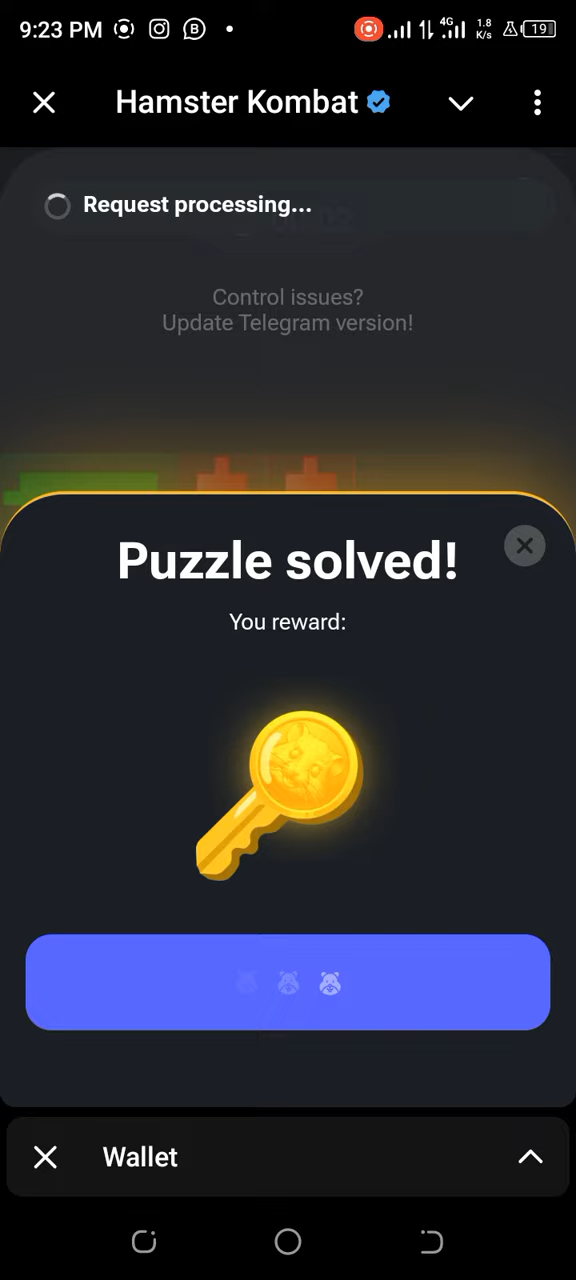 9:23 PM
4G
1.8
K/s
19
Hamster Kombat
Request processing...
Control issues?
Update Telegram version!
Puzzle solved!
You reward:
Wallet